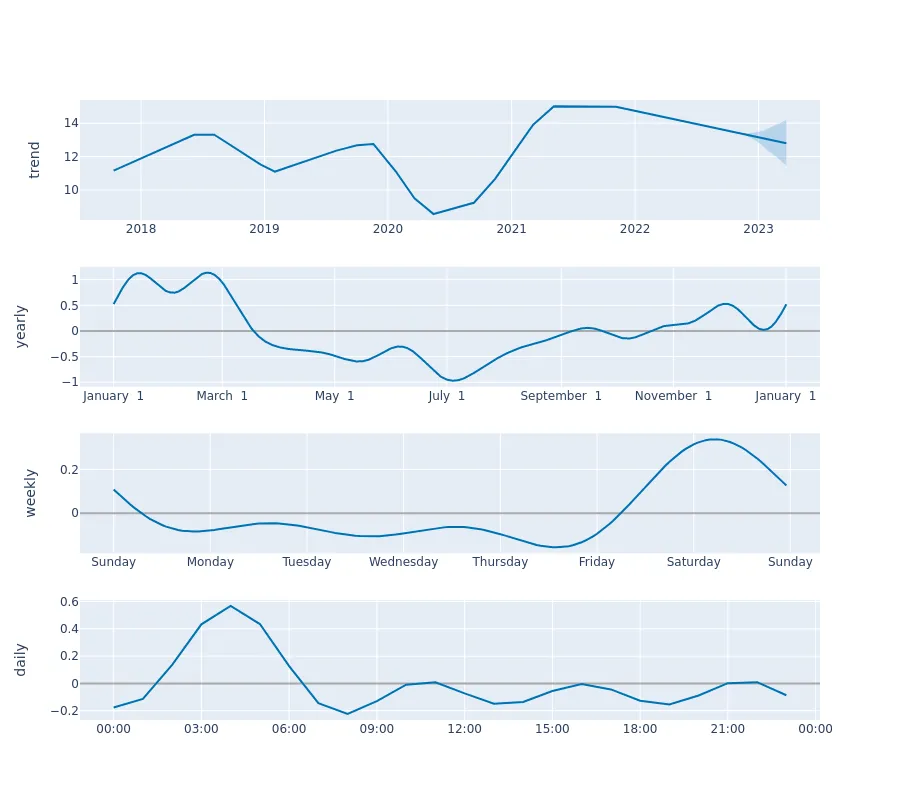 trend
14
12
10
2018 2019 2020 2021 2022 2023
yearly
1
0.5
0
−0.5
−1
January 1 March 1 May 1 July 1 September 1 November 1 January 1
weekly
0.2
0
Sunday Monday Tuesday Wednesday Thursday Friday Saturday Sunday
daily
0.6
0.4
0.2
0
−0.2
00:00 03:00 06:00 09:00 12:00 15:00 18:00 21:00 00:00